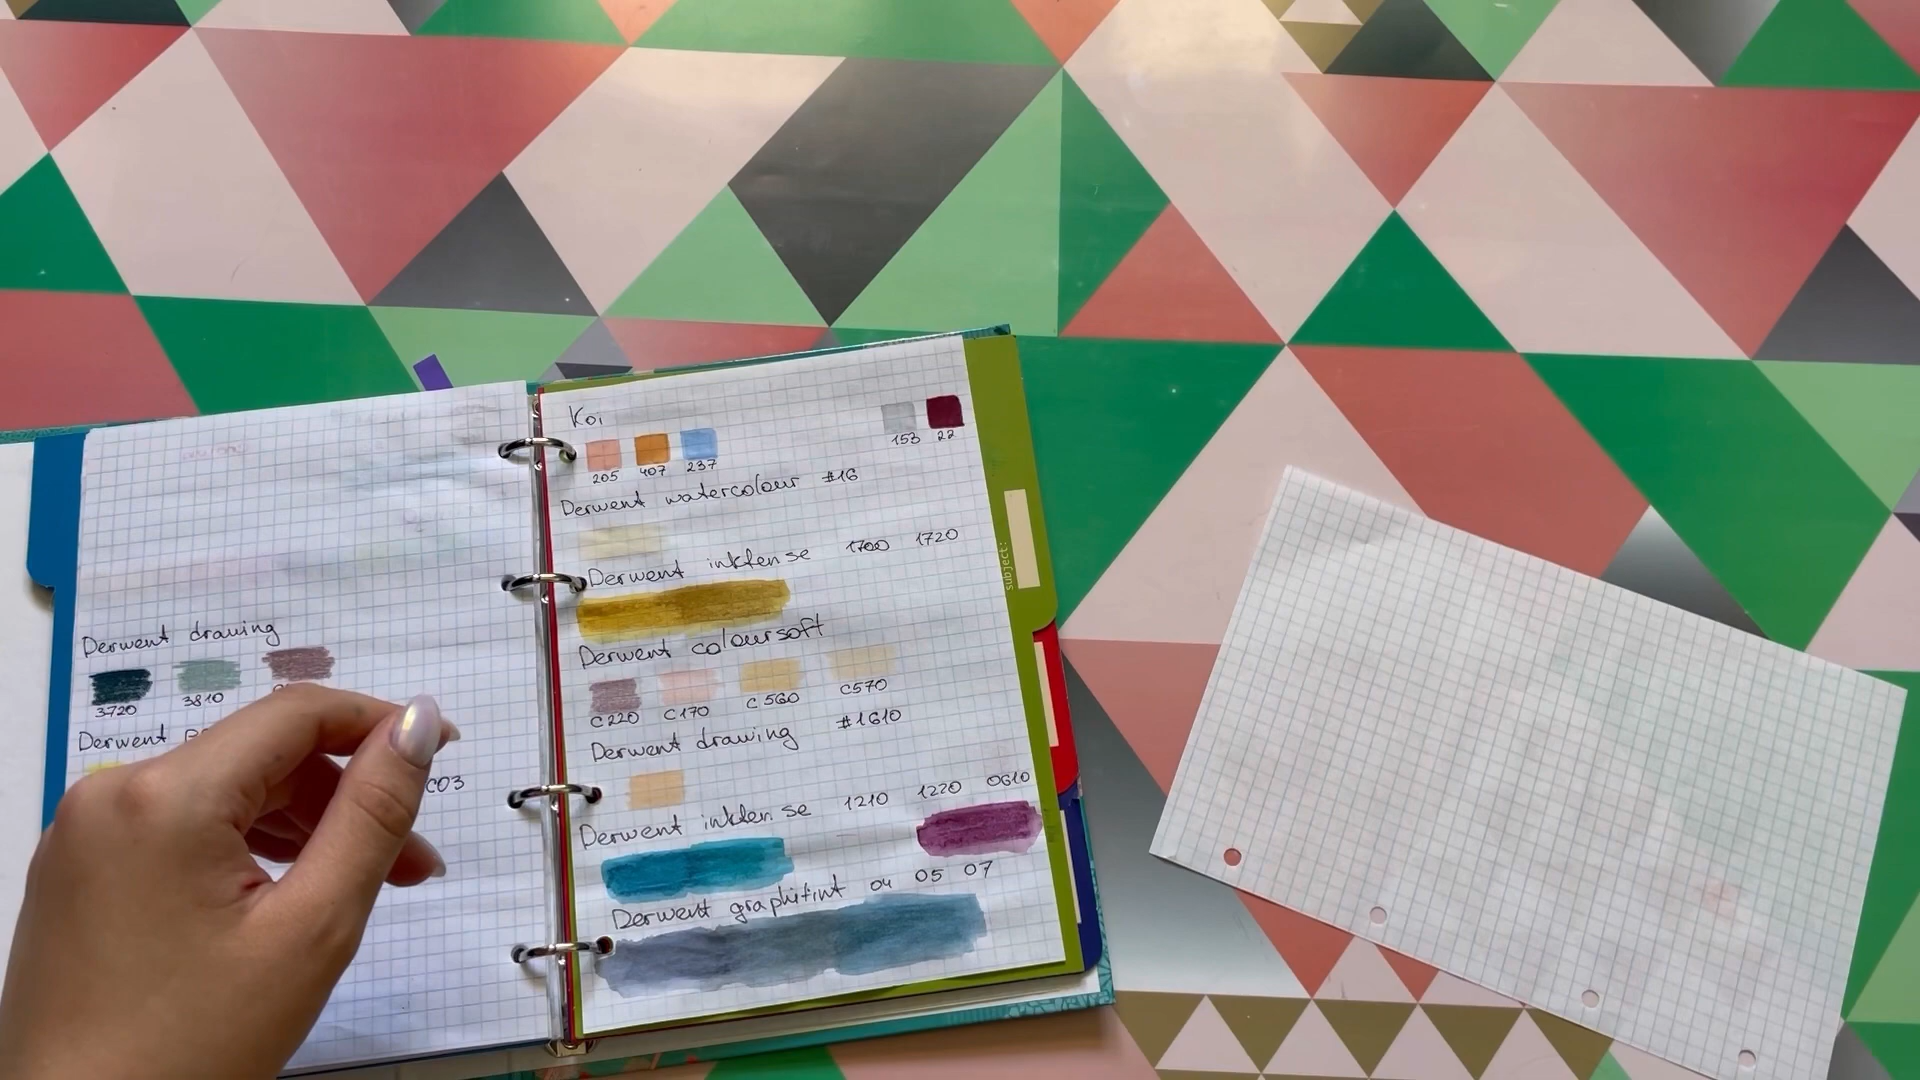 Derwent drawing
3720 3810
Derwent
C03
Koi
205 407 237 153 22
Derwent watercolour #16
Derwent inktense 1700 1720
Derwent coloursoft
C220 C170 C560 C570
Derwent drawing #1610
Derwent inktense 1210 1220 0610
Derwent graphitint 04 05 07
subject: